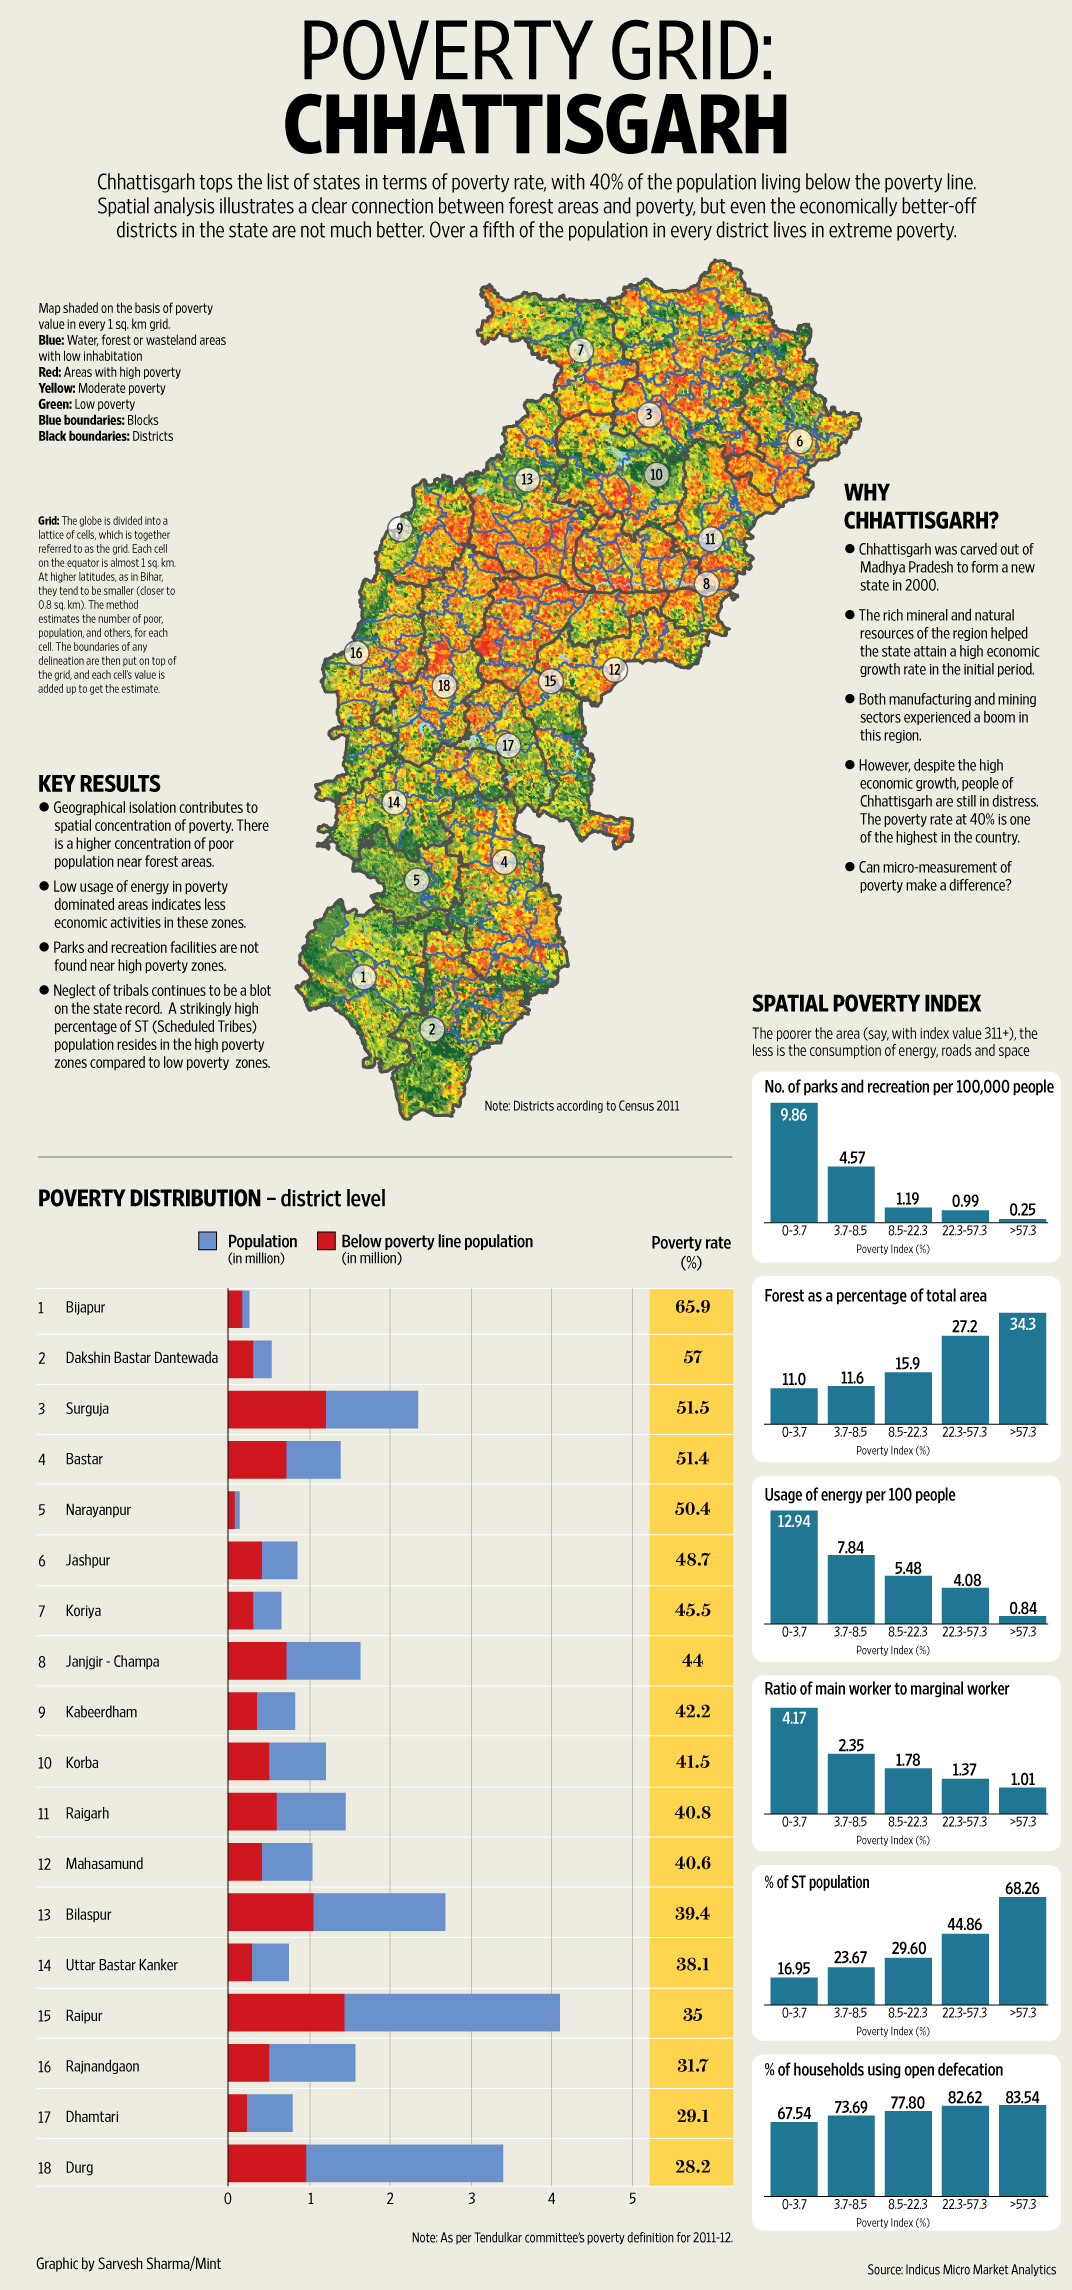 POVERTY GRID:
CHHATTISGARH
Chhattisgarh tops the list of states in terms of poverty rate, with 40% of the population living below the poverty line.
Spatial analysis illustrates a clear connection between forest areas and poverty, but even the economically better-off
districts in the state are not much better. Over a fifth of the population in every district lives in extreme poverty.
Map shaded on the basis of poverty
value in every 1 sq. km grid.
Blue: Water, forest or wasteland areas
with low inhabitation
Red: Areas with high poverty
Yellow: Moderate poverty
Green: Low poverty
Blue boundaries: Blocks
Black boundaries: Districts
Grid: The globe is divided into a
lattice of cells, which is together
referred to as the grid. Each cell
on the equator is almost 1 sq. km.
At higher latitudes, as in Bihar,
they tend to be smaller (closer to
0.8 sq. km). The method
estimates the number of poor,
population, and others, for each
cell. The boundaries of any
delineation are then put on top of
the grid, and each cell's value is
added up to get the estimate.
KEY RESULTS
● Geographical isolation contributes to
spatial concentration of poverty. There
is a higher concentration of poor
population near forest areas.
● Low usage of energy in poverty
dominated areas indicates less
economic activities in these zones.
● Parks and recreation facilities are not
found near high poverty zones.
● Neglect of tribals continues to be a blot
on the state record. A strikingly high
percentage of ST (Scheduled Tribes)
population resides in the high poverty
zones compared to low poverty zones.
7
3
6
13
10
9
11
8
16
12
18
15
17
14
4
5
1
2
Note: Districts according to Census 2011
WHY
CHHATTISGARH?
● Chhattisgarh was carved out of
Madhya Pradesh to form a new
state in 2000.
● The rich mineral and natural
resources of the region helped
the state attain a high economic
growth rate in the initial period.
● Both manufacturing and mining
sectors experienced a boom in
this region.
● However, despite the high
economic growth, people of
Chhattisgarh are still in distress.
The poverty rate at 40% is one
of the highest in the country.
● Can micro-measurement of
poverty make a difference?
POVERTY DISTRIBUTION – district level
Population
(in million)
Below poverty line population
(in million)
Poverty rate
(%)
1 Bijapur 65.9
2 Dakshin Bastar Dantewada 57
3 Surguja 51.5
4 Bastar 51.4
5 Narayanpur 50.4
6 Jashpur 48.7
7 Koriya 45.5
8 Janjgir - Champa 44
9 Kabeerdham 42.2
10 Korba 41.5
11 Raigarh 40.8
12 Mahasamund 40.6
13 Bilaspur 39.4
14 Uttar Bastar Kanker 38.1
15 Raipur 35
16 Rajnandgaon 31.7
17 Dhamtari 29.1
18 Durg 28.2
0 1 2 3 4 5
Note: As per Tendulkar committee's poverty definition for 2011-12.
SPATIAL POVERTY INDEX
The poorer the area (say, with index value 311+), the
less is the consumption of energy, roads and space
No. of parks and recreation per 100,000 people
9.86 4.57 1.19 0.99 0.25
0-3.7 3.7-8.5 8.5-22.3 22.3-57.3 >57.3
Poverty Index (%)
Forest as a percentage of total area
11.0 11.6 15.9 27.2 34.3
0-3.7 3.7-8.5 8.5-22.3 22.3-57.3 >57.3
Poverty Index (%)
Usage of energy per 100 people
12.94 7.84 5.48 4.08 0.84
0-3.7 3.7-8.5 8.5-22.3 22.3-57.3 >57.3
Poverty Index (%)
Ratio of main worker to marginal worker
4.17 2.35 1.78 1.37 1.01
0-3.7 3.7-8.5 8.5-22.3 22.3-57.3 >57.3
Poverty Index (%)
% of ST population
16.95 23.67 29.60 44.86 68.26
0-3.7 3.7-8.5 8.5-22.3 22.3-57.3 >57.3
Poverty Index (%)
% of households using open defecation
67.54 73.69 77.80 82.62 83.54
0-3.7 3.7-8.5 8.5-22.3 22.3-57.3 >57.3
Poverty Index (%)
Graphic by Sarvesh Sharma/Mint
Source: Indicus Micro Market Analytics